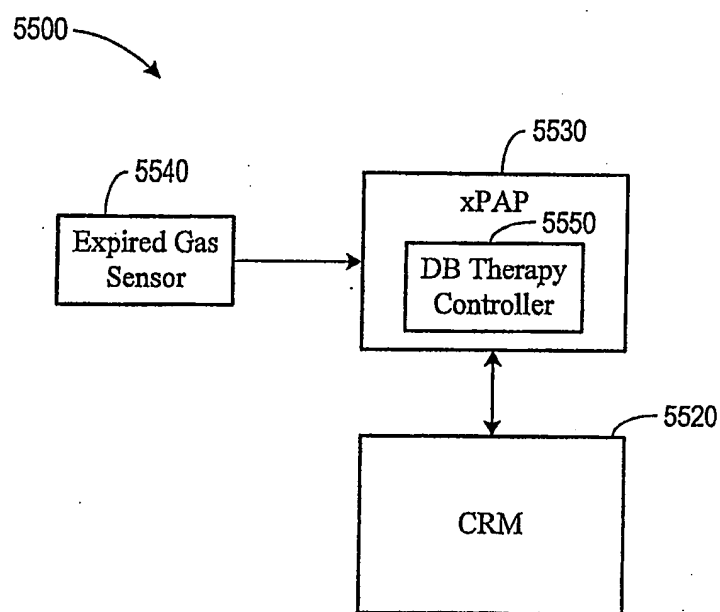 5500
5530
5540
xPAP
5550
Expired Gas
Sensor
DB Therapy
Controller
5520
CRM